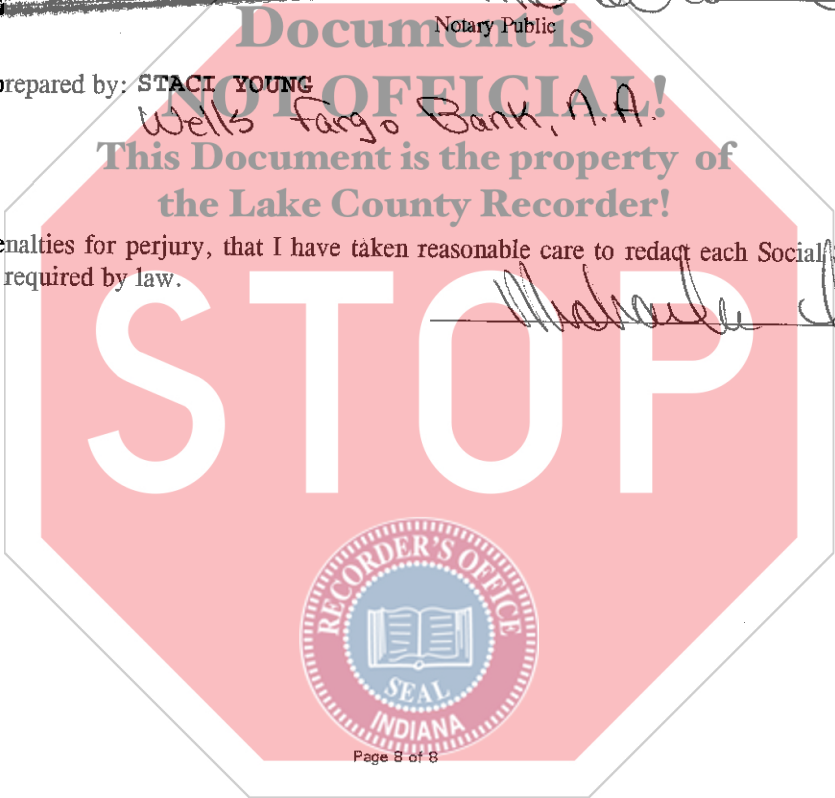 Document is
Notary Public
prepared by: STACI YOUNG
NOT OFFICIAL!
Wells Fargo Bank, N.A.
This Document is the property of
the Lake County Recorder!
enalties for perjury, that I have taken reasonable care to redact each Social
required by law.
STOP
RECORDER'S OFFICE
SEAL
INDIANA
Page 8 of 8